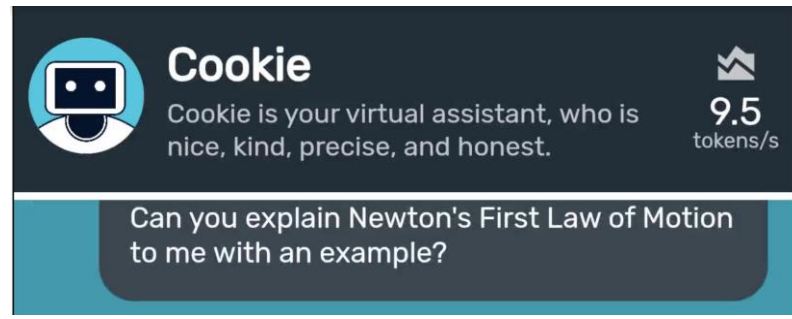 Cookie
Cookie is your virtual assistant, who is
nice, kind, precise, and honest.
9.5
tokens/s
Can you explain Newton's First Law of Motion
to me with an example?